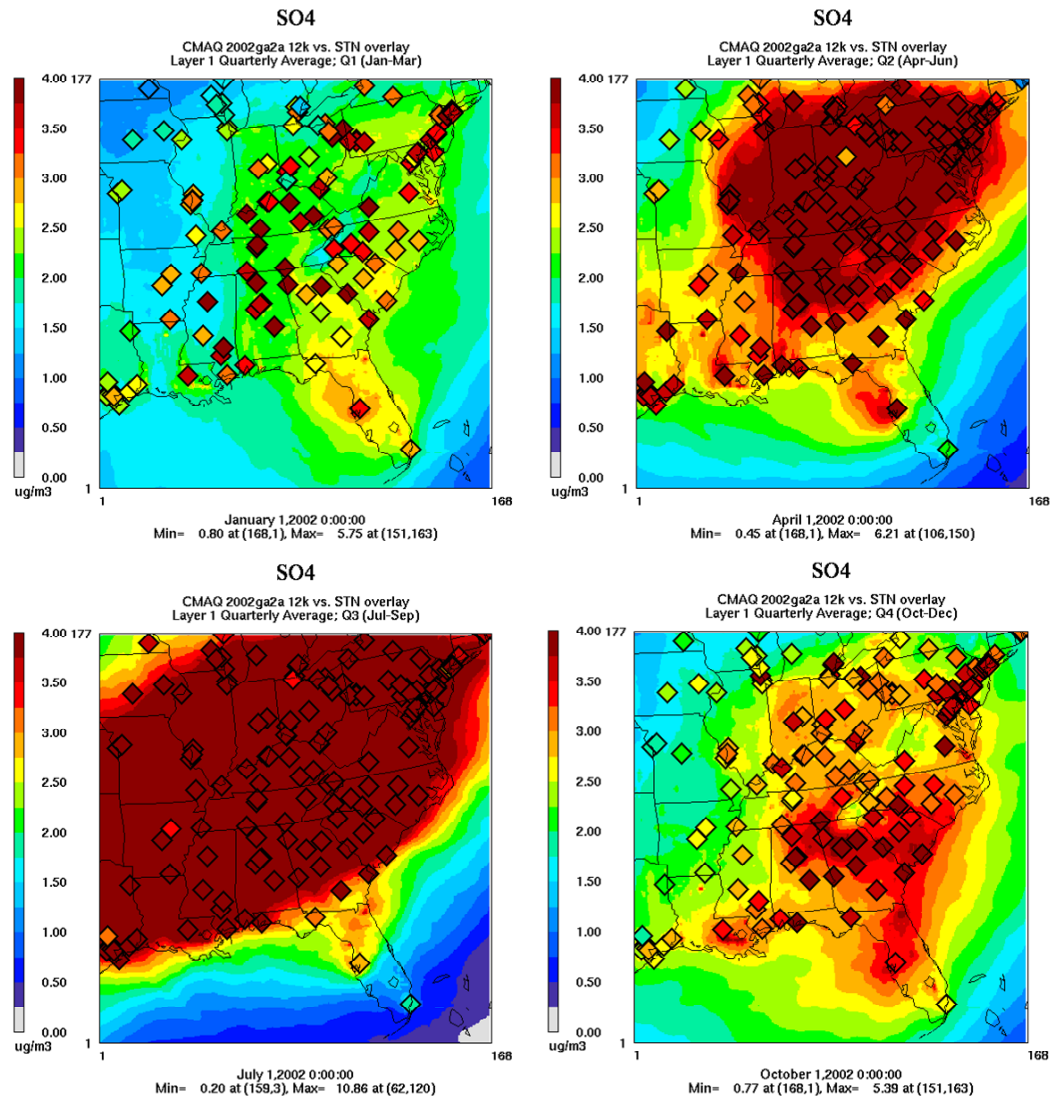 SO4
CMAQ 2002ga2a 12k vs. STN overlay
Layer 1 Quarterly Average; Q1 (Jan-Mar)
4.00 177
3.50
3.00
2.50
2.00
1.50
1.00
0.50
0.00
ug/m3
1
1
168
January 1,2002 0:00:00
Min= 0.80 at (168,1), Max= 5.75 at (151,163)
SO4
CMAQ 2002ga2a 12k vs. STN overlay
Layer 1 Quarterly Average; Q2 (Apr-Jun)
4.00 177
3.50
3.00
2.50
2.00
1.50
1.00
0.50
0.00
ug/m3
1
1
168
April 1,2002 0:00:00
Min= 0.45 at (168,1), Max= 6.21 at (106,150)
SO4
CMAQ 2002ga2a 12k vs. STN overlay
Layer 1 Quarterly Average; Q3 (Jul-Sep)
4.00 177
3.50
3.00
2.50
2.00
1.50
1.00
0.50
0.00
ug/m3
1
1
168
July 1,2002 0:00:00
Min= 0.20 at (159,3), Max= 10.86 at (62,120)
SO4
CMAQ 2002ga2a 12k vs. STN overlay
Layer 1 Quarterly Average; Q4 (Oct-Dec)
4.00 177
3.50
3.00
2.50
2.00
1.50
1.00
0.50
0.00
ug/m3
1
1
168
October 1,2002 0:00:00
Min= 0.77 at (168,1), Max= 5.39 at (151,163)